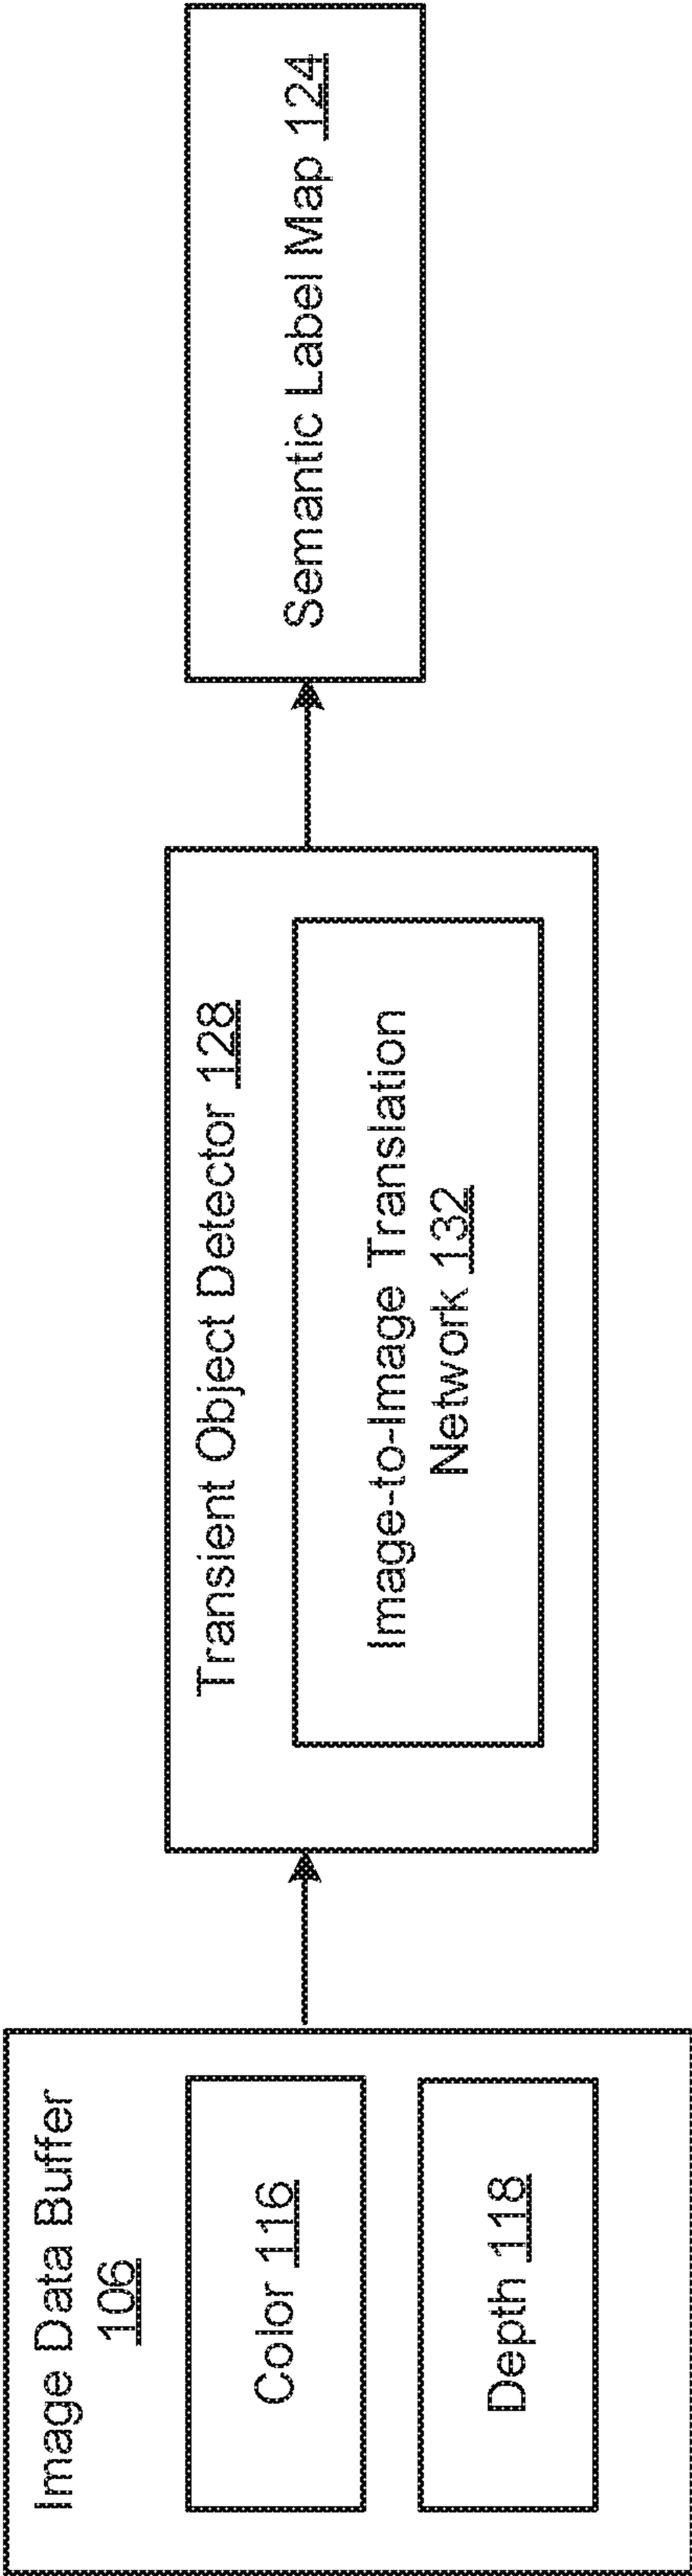 Image Data Buffer
106
Color 116
Depth 118
Transient Object Detector 128
Image-to-Image Translation
Network 132
Semantic Label Map 124